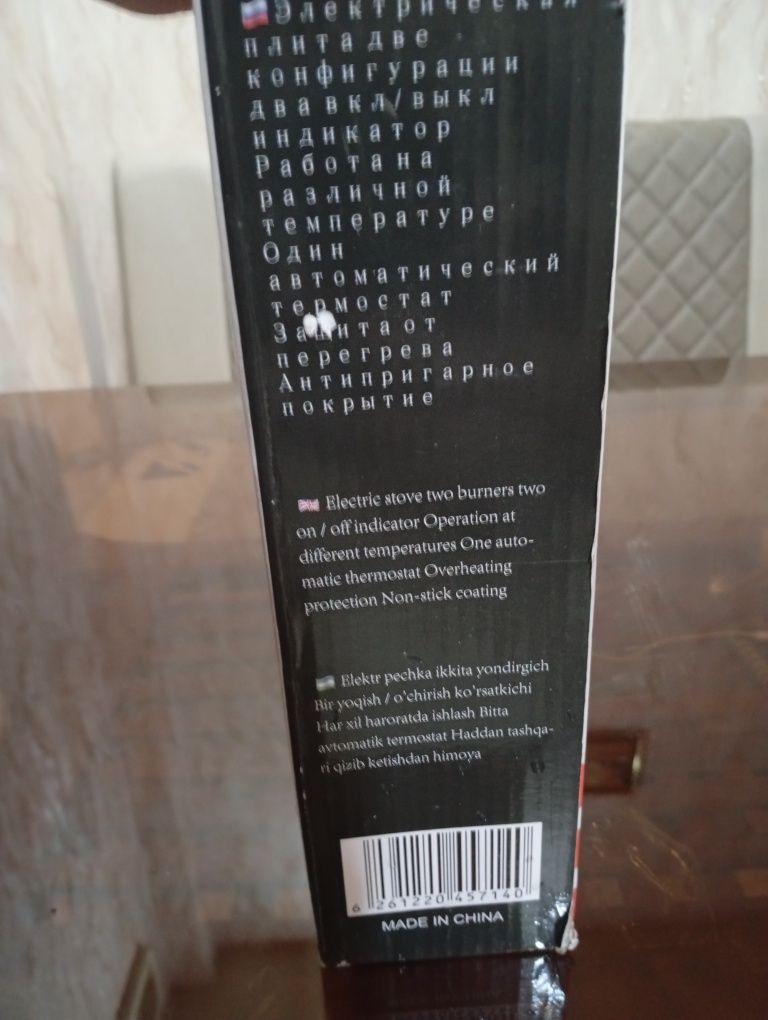 Электрическая
плита две
конфигурации
два вкл/выкл
индикатор
Работа на
различной
температуре
Один
автоматический
термостат
Защита от
перегрева
Антипригарное
покрытие
Electric stove two burners two
on / off indicator Operation at
different temperatures One auto-
matic thermostat Overheating
protection Non-stick coating
Elektr pechka ikkita yondirgich
Bir yoqish / o'chirish ko'rsatkichi
Har xil haroratda ishlash Bitta
avtomatik termostat Haddan tashqa-
ri qizib ketishdan himoya
6 261220 457140
MADE IN CHINA